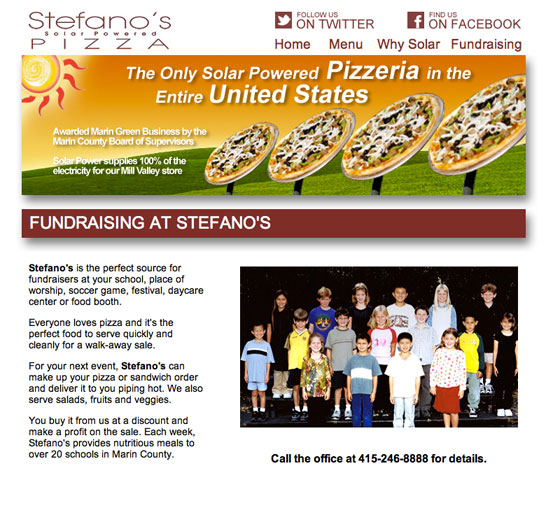 Stefano's
Solar Powered
PIZZA
FOLLOW US
ON TWITTER
FIND US
ON FACEBOOK
Home Menu Why Solar Fundraising
The Only Solar Powered Pizzeria in the
Entire United States
Awarded Marin Green Business by the
Marin County Board of Supervisors
Solar Power supplies 100% of the
electricity for our Mill Valley store
FUNDRAISING AT STEFANO'S
Stefano's is the perfect source for
fundraisers at your school, place of
worship, soccer game, festival, daycare
center or food booth.
Everyone loves pizza and it's the
perfect food to serve quickly and
cleanly for a walk-away sale.
For your next event, Stefano's can
make up your pizza or sandwich order
and deliver it to you piping hot. We also
serve salads, fruits and veggies.
You buy it from us at a discount and
make a profit on the sale. Each week,
Stefano's provides nutritious meals to
over 20 schools in Marin County.
Call the office at 415-246-8888 for details.